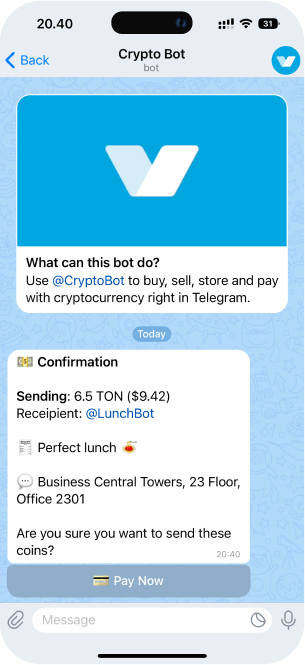 20.40
31
Back
Crypto Bot
bot
What can this bot do?
Use @CryptoBot to buy, sell, store and pay
with cryptocurrency right in Telegram.
Today
Confirmation
Sending: 6.5 TON ($9.42)
Receipient: @LunchBot
Perfect lunch
Business Central Towers, 23 Floor,
Office 2301
Are you sure you want to send these
coins?
20:40
Pay Now
Message